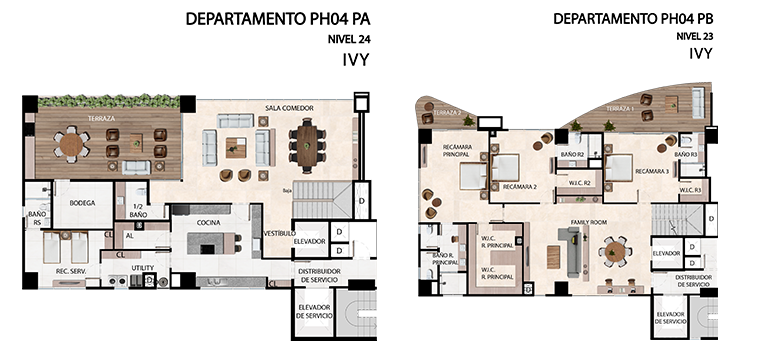 DEPARTAMENTO PH04 PA
NIVEL 24
IVY
TERRAZA
SALA COMEDOR
BODEGA
BAÑO
RS
1/2
BAÑO
Baja
COCINA
VESTÍBULO
D
ELEVADOR
D
D
CL
AL
CL
REC. SERV.
UTILITY
D
DISTRIBUIDOR
DE SERVICIO
ELEVADOR
DE SERVICIO
DEPARTAMENTO PH04 PB
NIVEL 23
IVY
TERRAZA 2
TERRAZA 1
RECÁMARA
PRINCIPAL
RECÁMARA 2
BAÑO R2
W.I.C. R2
RECÁMARA 3
BAÑO R3
W.I.C. R3
FAMILY ROOM
D
BAÑO R.
PRINCIPAL
W.I.C.
R. PRINCIPAL
W.I.C.
R. PRINCIPAL
ELEVADOR
D
D
DISTRIBUIDOR
DE SERVICIO
ELEVADOR
DE SERVICIO